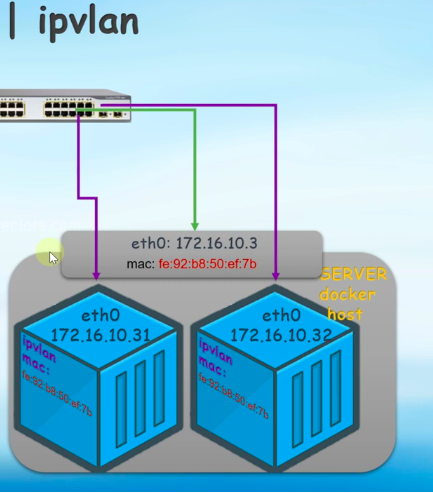 | ipvlan
eth0: 172.16.10.3
mac: fe:92:b8:50:ef:7b
SERVER
docker
host
eth0
172.16.10.31
ipvlan
mac:
fe:92:b8:50:ef:7b
eth0
172.16.10.32
ipvlan
mac:
fe:92:b8:50:ef:7b